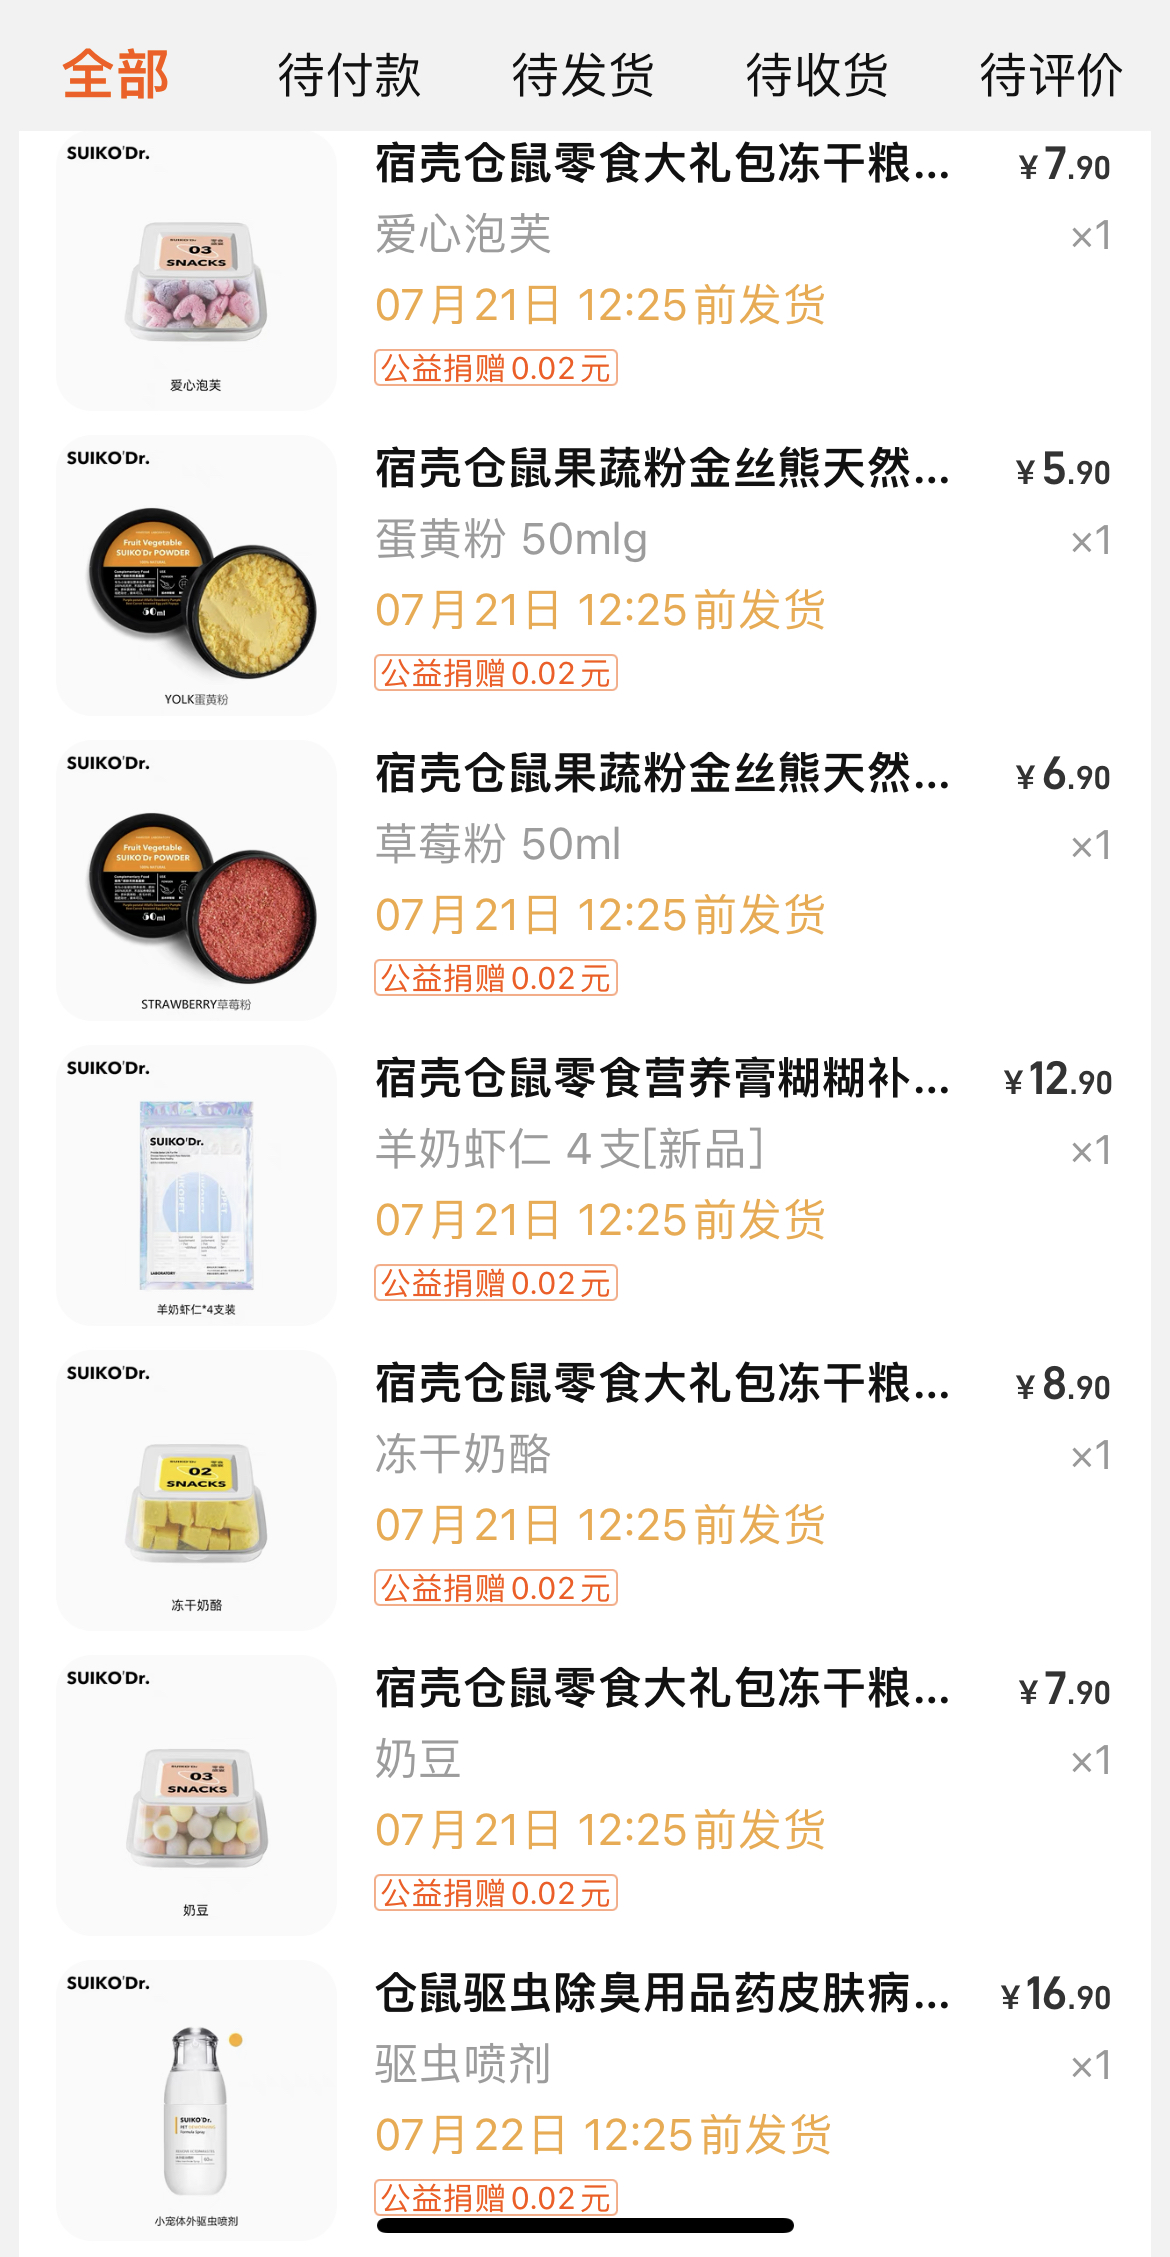 全部 待付款 待发货 待收货 待评价
SUIKO'Dr.
03
SNACKS
爱心泡芙
宿壳仓鼠零食大礼包冻干粮... ¥7.90
爱心泡芙 ×1
07月21日 12:25前发货
公益捐赠0.02元
SUIKO'Dr.
Fruit Vegetable
SUIKO'Dr POWDER
50ml
YOLK蛋黄粉
宿壳仓鼠果蔬粉金丝熊天然... ¥5.90
蛋黄粉 50mlg ×1
07月21日 12:25前发货
公益捐赠0.02元
SUIKO'Dr.
Fruit Vegetable
SUIKO'Dr POWDER
50ml
STRAWBERRY草莓粉
宿壳仓鼠果蔬粉金丝熊天然... ¥6.90
草莓粉 50ml ×1
07月21日 12:25前发货
公益捐赠0.02元
SUIKO'Dr.
SUIKO'Dr.
LABORATORY
羊奶虾仁*4支装
宿壳仓鼠零食营养膏糊糊补... ¥12.90
羊奶虾仁 4支[新品] ×1
07月21日 12:25前发货
公益捐赠0.02元
SUIKO'Dr.
02
SNACKS
冻干奶酪
宿壳仓鼠零食大礼包冻干粮... ¥8.90
冻干奶酪 ×1
07月21日 12:25前发货
公益捐赠0.02元
SUIKO'Dr.
03
SNACKS
奶豆
宿壳仓鼠零食大礼包冻干粮... ¥7.90
奶豆 ×1
07月21日 12:25前发货
公益捐赠0.02元
SUIKO'Dr.
SUIKO'Dr.
小宠体外驱虫喷剂
仓鼠驱虫除臭用品药皮肤病... ¥16.90
驱虫喷剂 ×1
07月22日 12:25前发货
公益捐赠0.02元